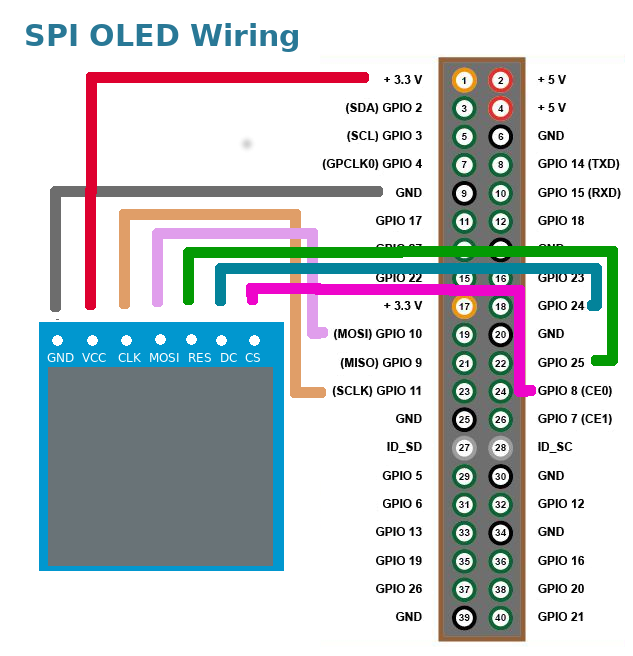 SPI OLED Wiring
+ 3.3 V 1 2 + 5 V
(SDA) GPIO 2 3 4 + 5 V
(SCL) GPIO 3 5 6 GND
(GPCLK0) GPIO 4 7 8 GPIO 14 (TXD)
GND 9 10 GPIO 15 (RXD)
GPIO 17 11 12 GPIO 18
GPIO 22 15 16 GPIO 23
+ 3.3 V 17 18 GPIO 24
(MOSI) GPIO 10 19 20 GND
(MISO) GPIO 9 21 22 GPIO 25
(SCLK) GPIO 11 23 24 GPIO 8 (CE0)
GND 25 26 GPIO 7 (CE1)
ID_SD 27 28 ID_SC
GPIO 5 29 30 GND
GPIO 6 31 32 GPIO 12
GPIO 13 33 34 GND
GPIO 19 35 36 GPIO 16
GPIO 26 37 38 GPIO 20
GND 39 40 GPIO 21
GND VCC CLK MOSI RES DC CS